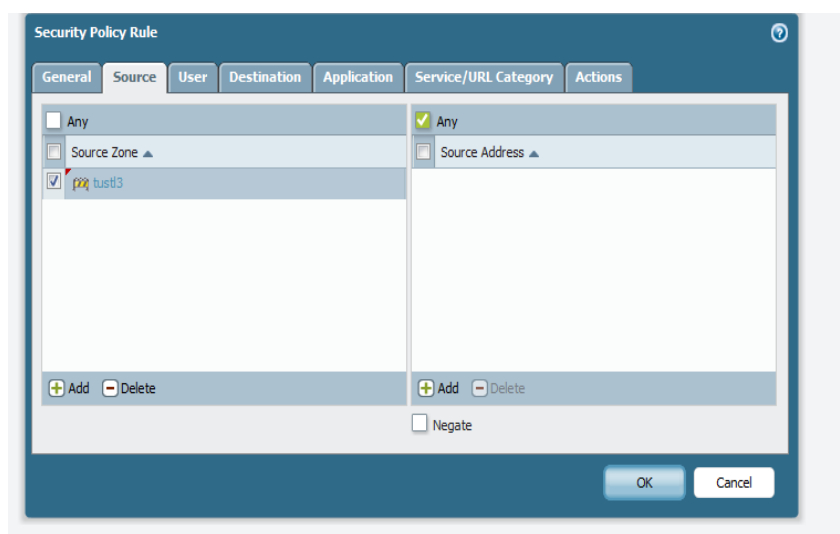 Security Policy Rule
General Source User Destination Application Service/URL Category Actions
Any
Source Zone
tustl3
Add Delete
Any
Source Address
Add Delete
Negate
OK Cancel